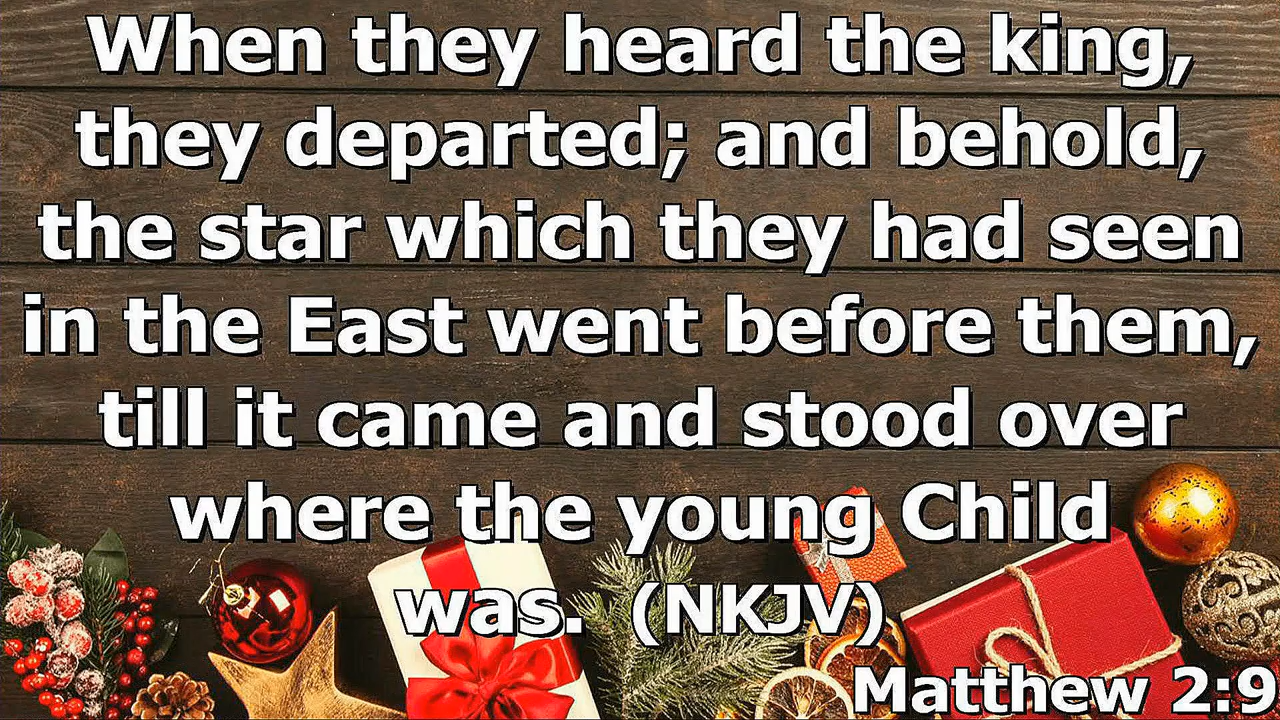 When they heard the king,
they departed; and behold,
the star which they had seen
in the East went before them,
till it came and stood over
where the young Child
was. (NKJV)
Matthew 2:9